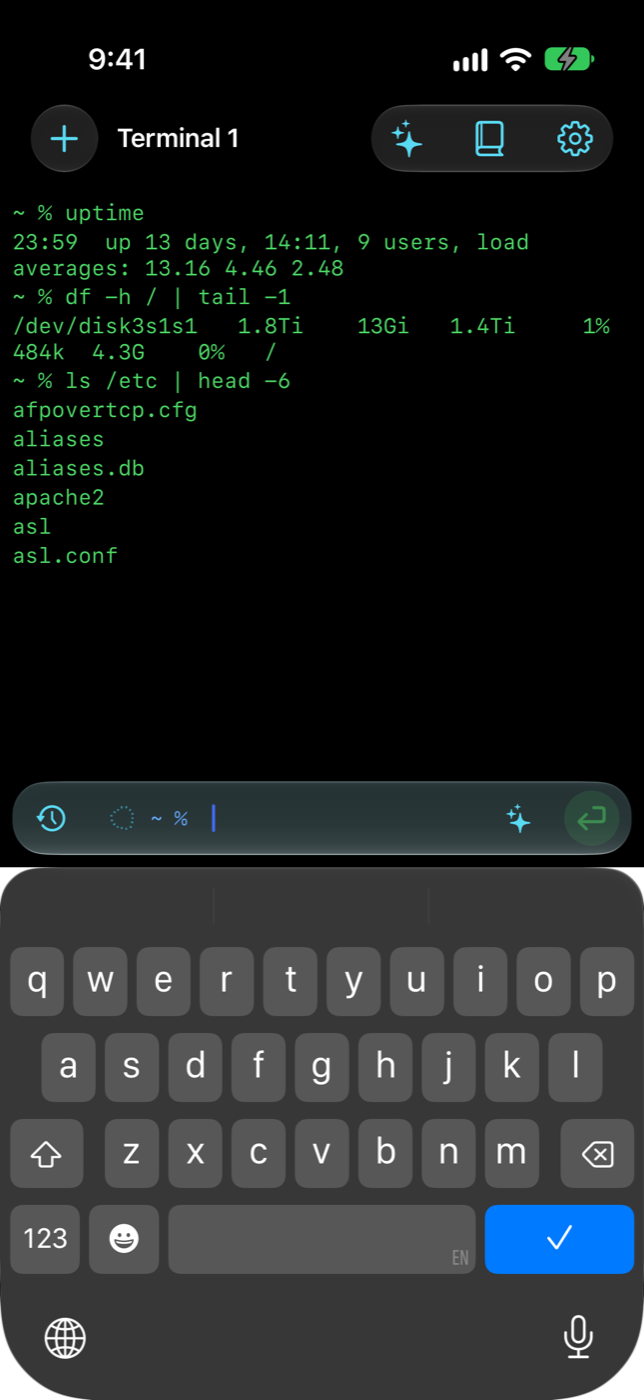 9:41
Terminal 1
~ % uptime
23:59  up 13 days, 14:11, 9 users, load
averages: 13.16 4.46 2.48
~ % df -h / | tail -1
/dev/disk3s1s1   1.8Ti    13Gi   1.4Ti     1%
484k  4.3G    0%   /
~ % ls /etc | head -6
afpovertcp.cfg
aliases
aliases.db
apache2
asl
asl.conf
~ %
q w e r t y u i o p
a s d f g h j k l
z x c v b n m
123
EN